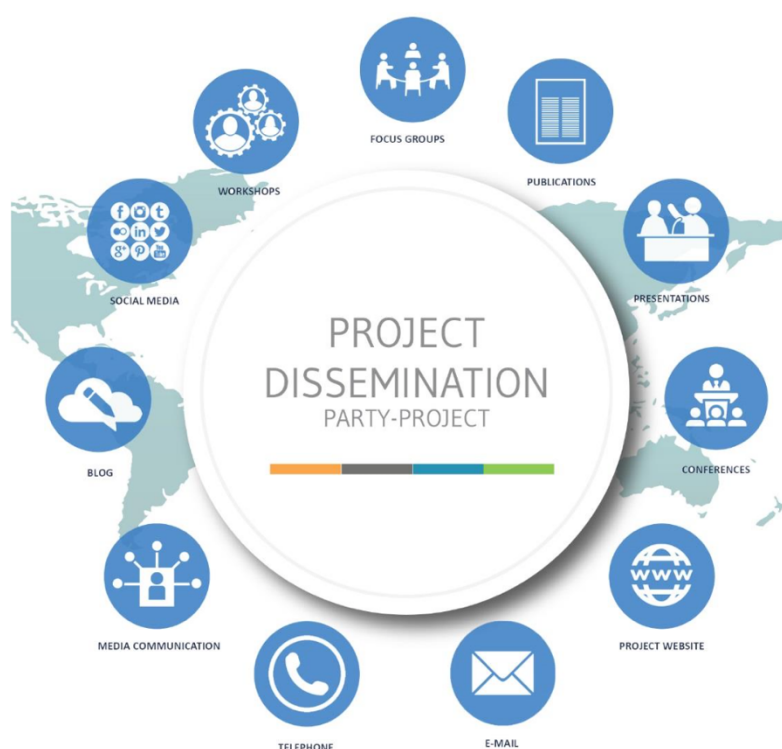 PROJECT
DISSEMINATION
PARTY-PROJECT
FOCUS GROUPS
PUBLICATIONS
PRESENTATIONS
CONFERENCES
WWW
PROJECT WEBSITE
E-MAIL
TELEPHONE
MEDIA COMMUNICATION
BLOG
SOCIAL MEDIA
WORKSHOPS